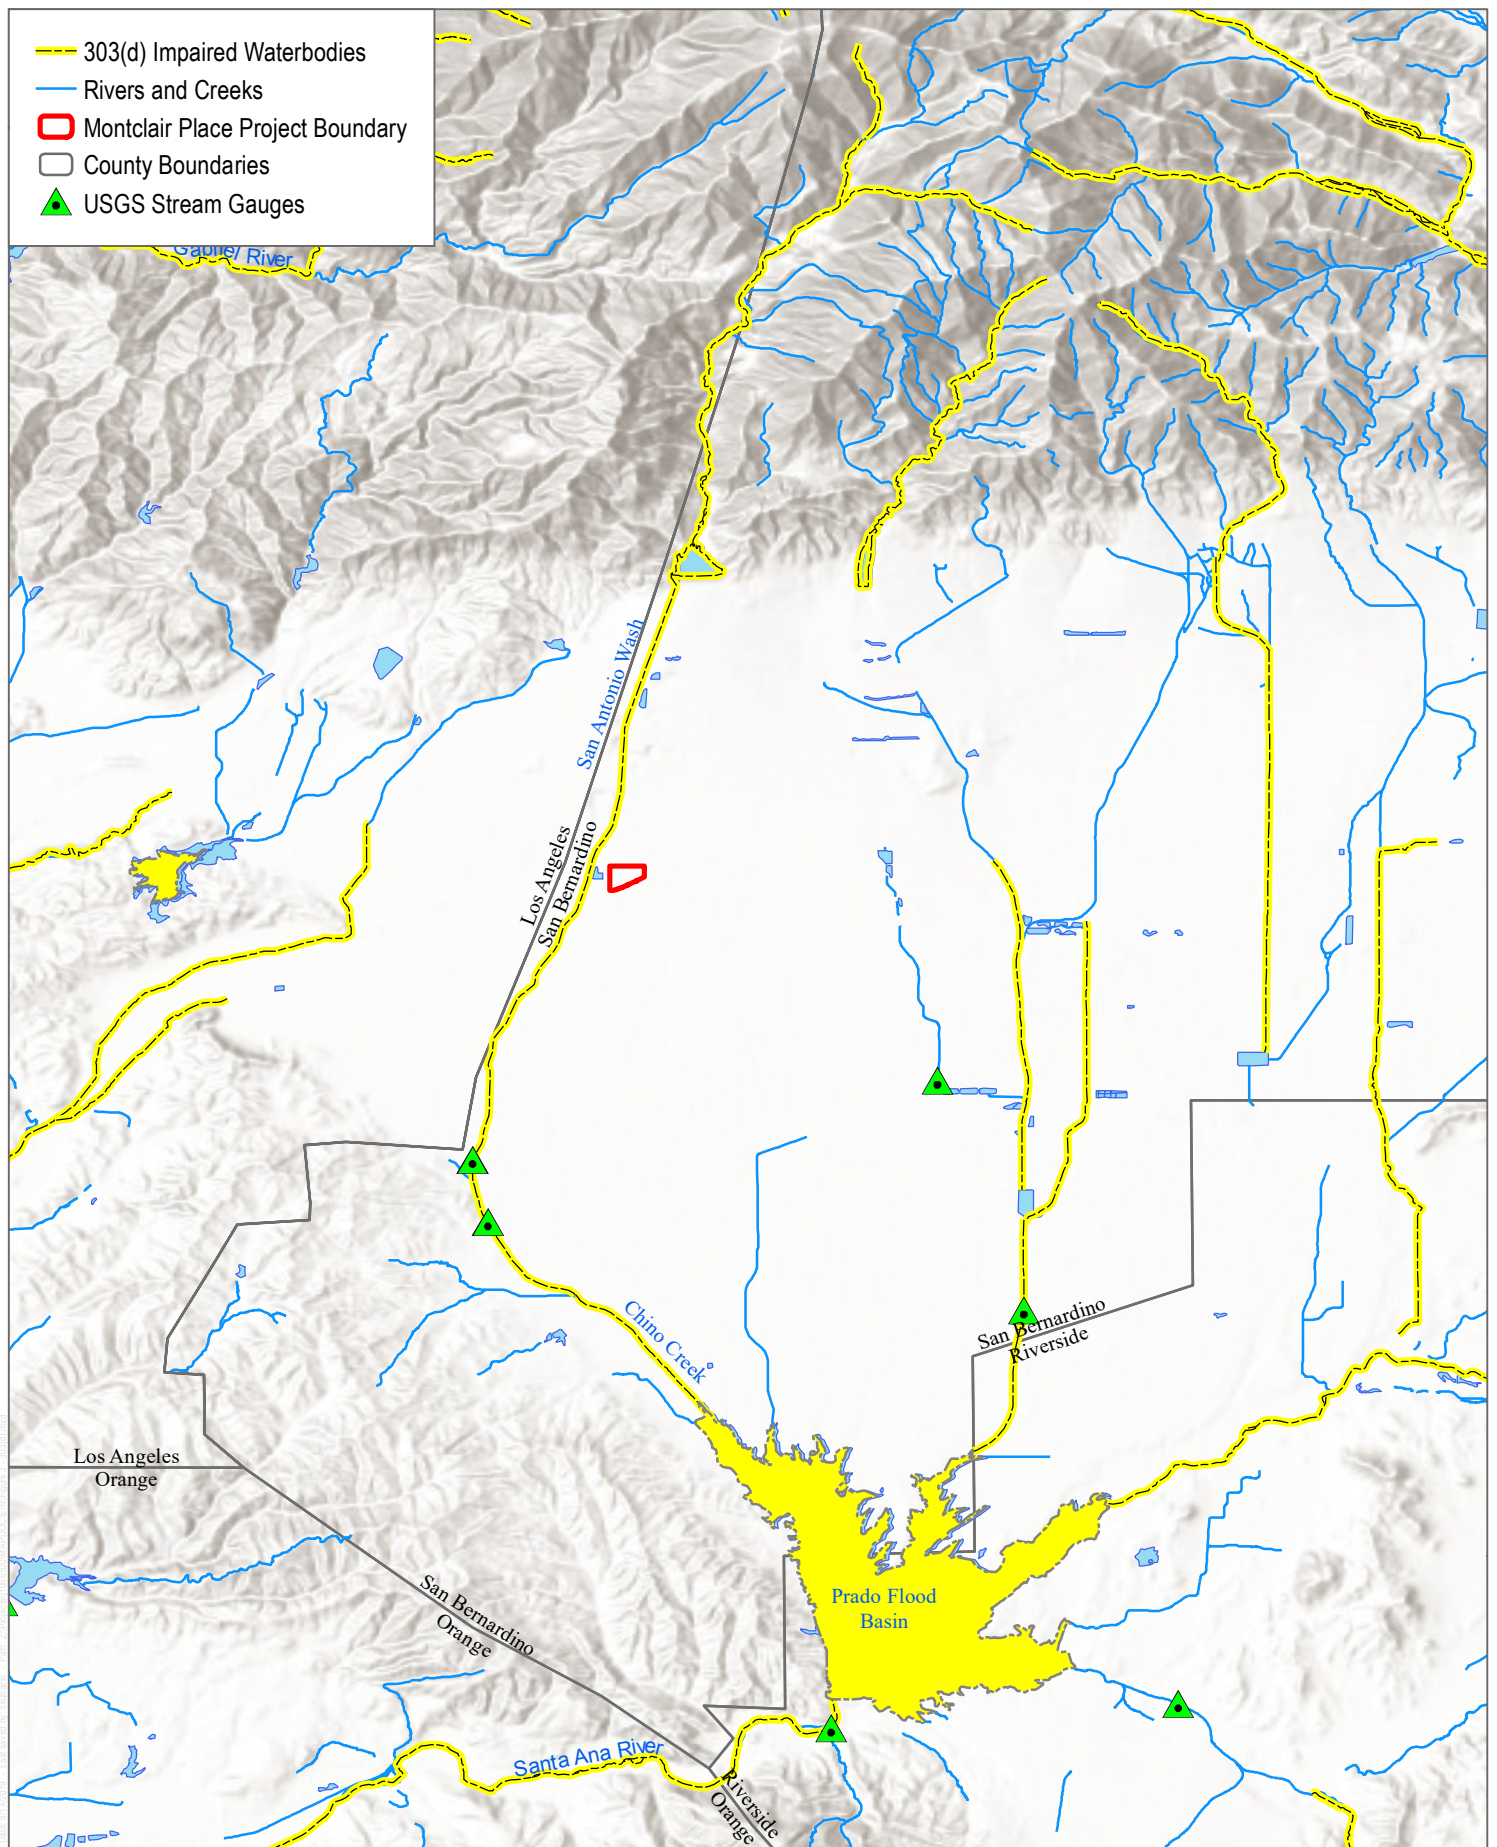 303(d) Impaired Waterbodies
Rivers and Creeks
Montclair Place Project Boundary
County Boundaries
USGS Stream Gauges
Gabriel River
San Antonio Wash
Los Angeles
San Bernardino
Chino Creek
San Bernardino
Riverside
Los Angeles
Orange
San Bernardino
Orange
Prado Flood
Basin
Santa Ana River
Riverside
Orange